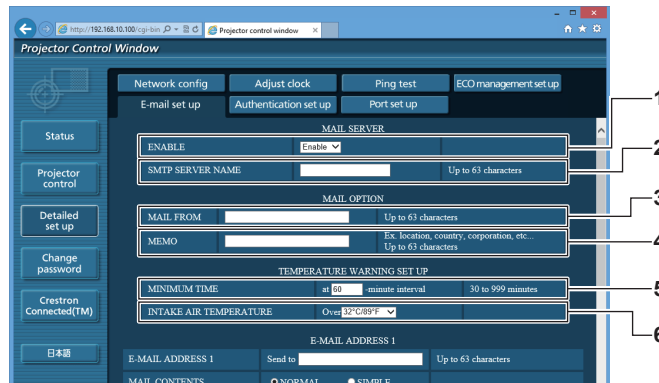 http://192.168.10.100/cgi-bin
Projector control window
Projector Control Window
Network config Adjust clock Ping test ECO management set up
E-mail set up Authentication set up Port set up
Status
Projector control
Detailed set up
Change password
Crestron Connected(TM)
日本語
MAIL SERVER
ENABLE Enable 1
SMTP SERVER NAME Up to 63 characters 2
MAIL OPTION
MAIL FROM Up to 63 characters 3
MEMO Ex. location, country, corporation, etc...
Up to 63 characters 4
TEMPERATURE WARNING SET UP
MINIMUM TIME at 60 -minute interval 30 to 999 minutes 5
INTAKE AIR TEMPERATURE Over 32°C/89°F 6
E-MAIL ADDRESS 1
E-MAIL ADDRESS 1 Send to Up to 63 characters
MAIL CONTENTS NORMAL SIMPLE